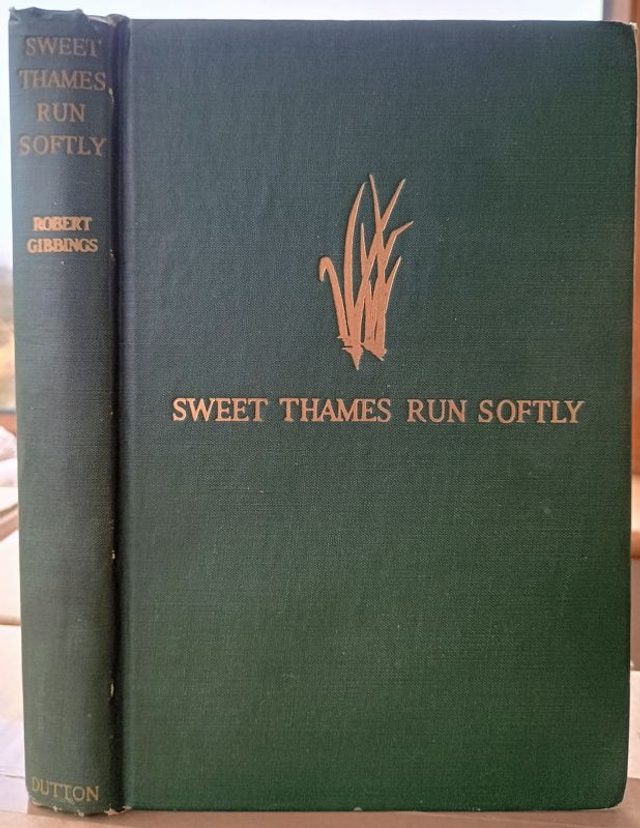 SWEET
THAMES
RUN
SOFTLY
ROBERT
GIBBINGS
DUTTON
SWEET THAMES RUN SOFTLY